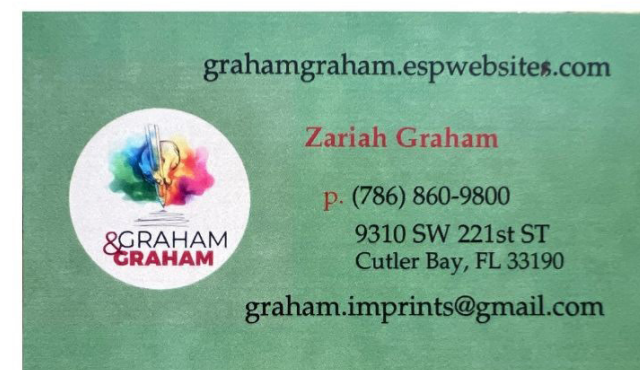 grahamgraham.espwebsites.com
Zariah Graham
p. (786) 860-9800
9310 SW 221st ST
Cutler Bay, FL 33190
graham.imprints@gmail.com
&GRAHAM
GRAHAM